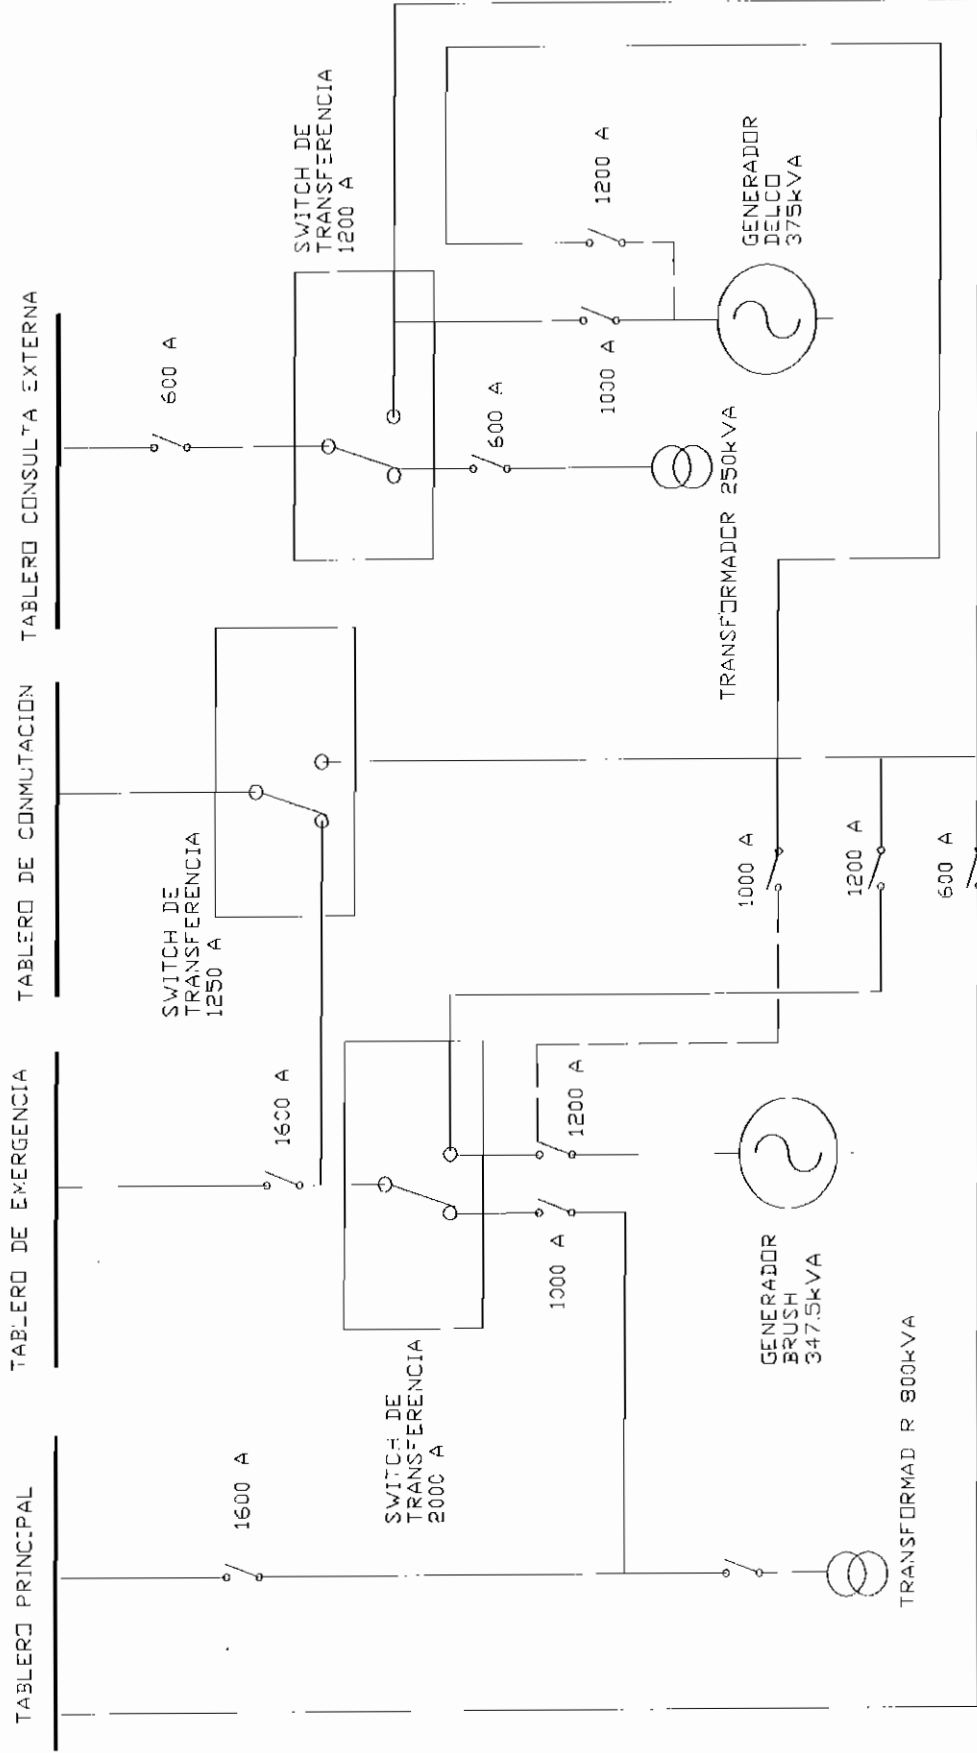 TABLERO PRINCIPAL
TABLERO DE EMERGENCIA
TABLERO DE CONMUTACION
TABLERO CONSULTA EXTERNA
1600 A
SWITCH DE
TRANSFERENCIA
2000 A
1600 A
1000 A
1200 A
SWITCH DE
TRANSFERENCIA
1250 A
SWITCH DE
TRANSFERENCIA
1200 A
600 A
600 A
1000 A
1200 A
TRANSFORMAD R 800kVA
GENERADOR
BRUSH
347.5kVA
1000 A
1200 A
600 A
TRANSFORMADOR 250kVA
GENERADOR
DELCO
375kVA